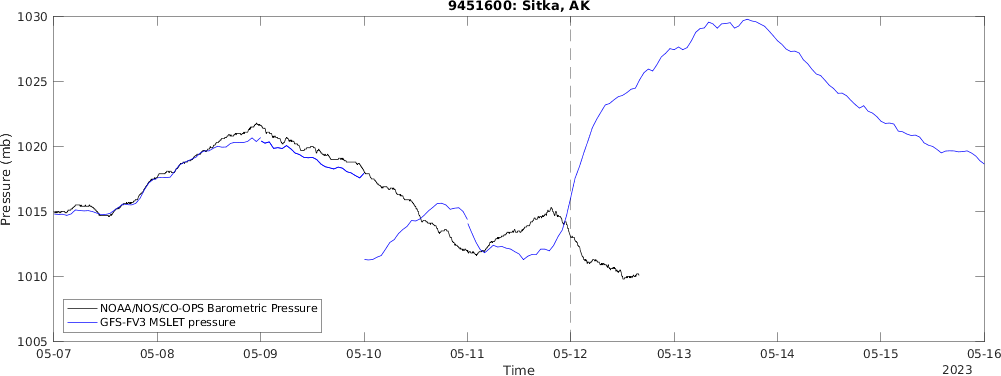 9451600: Sitka, AK
Pressure (mb)
1030
1025
1020
1015
1010
1005
NOAA/NOS/CO-OPS Barometric Pressure
GFS-FV3 MSLET pressure
05-07 05-08 05-09 05-10 05-11 05-12 05-13 05-14 05-15 05-16
Time
2023